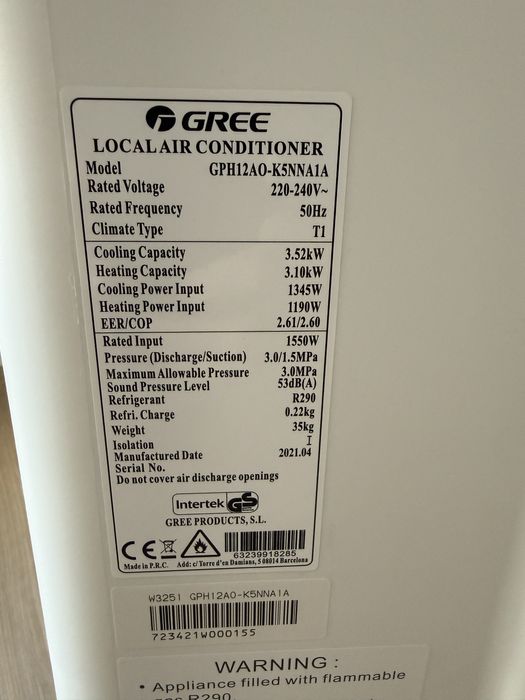 GREE
LOCAL AIR CONDITIONER
Model GPH12AO-K5NNA1A
Rated Voltage 220-240V~
Rated Frequency 50Hz
Climate Type T1
Cooling Capacity 3.52kW
Heating Capacity 3.10kW
Cooling Power Input 1345W
Heating Power Input 1190W
EER/COP 2.61/2.60
Rated Input 1550W
Pressure (Discharge/Suction) 3.0/1.5MPa
Maximum Allowable Pressure 3.0MPa
Sound Pressure Level 53dB(A)
Refrigerant R290
Refri. Charge 0.22kg
Weight 35kg
Isolation I
Manufactured Date 2021.04
Serial No.
Do not cover air discharge openings
Intertek GS
GREE PRODUCTS, S.L.
CE
63239918285
Made in P.R.C. Add: c/ Torre d'en Damians, 5 08014 Barcelona
W3251 GPH12AO-K5NNA1A
723421W000155
WARNING :
• Appliance filled with flammable
gas R290.